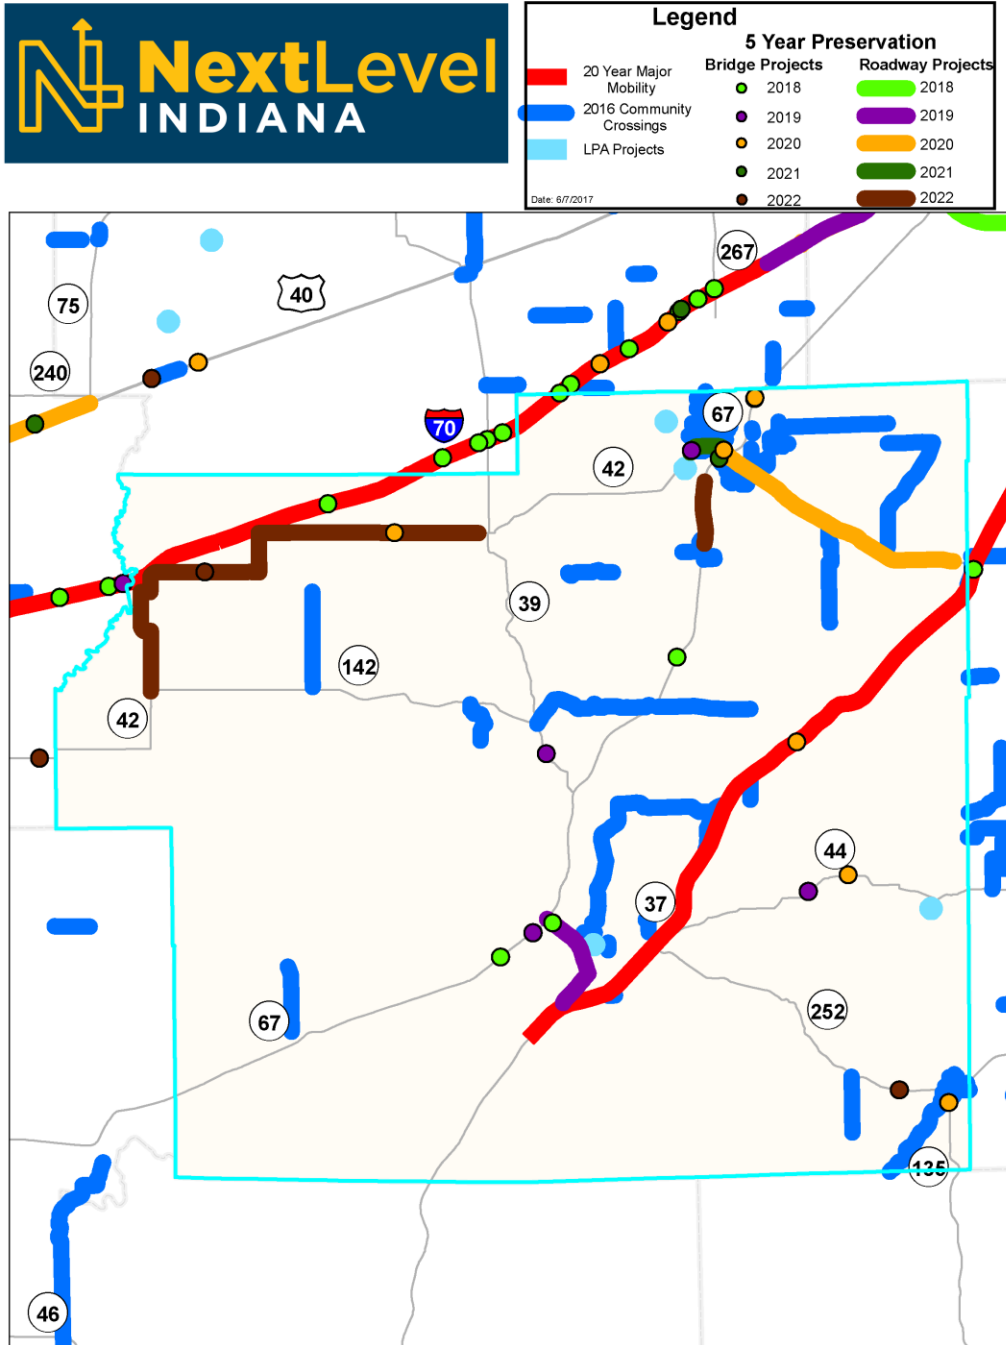 NextLevel
INDIANA
Legend
5 Year Preservation
20 Year Major
Mobility
2016 Community
Crossings
LPA Projects
Date: 6/7/2017
Bridge Projects
2018
2019
2020
2021
2022
Roadway Projects
2018
2019
2020
2021
2022
267
40
75
240
67
70
42
39
142
42
44
37
252
67
135
46